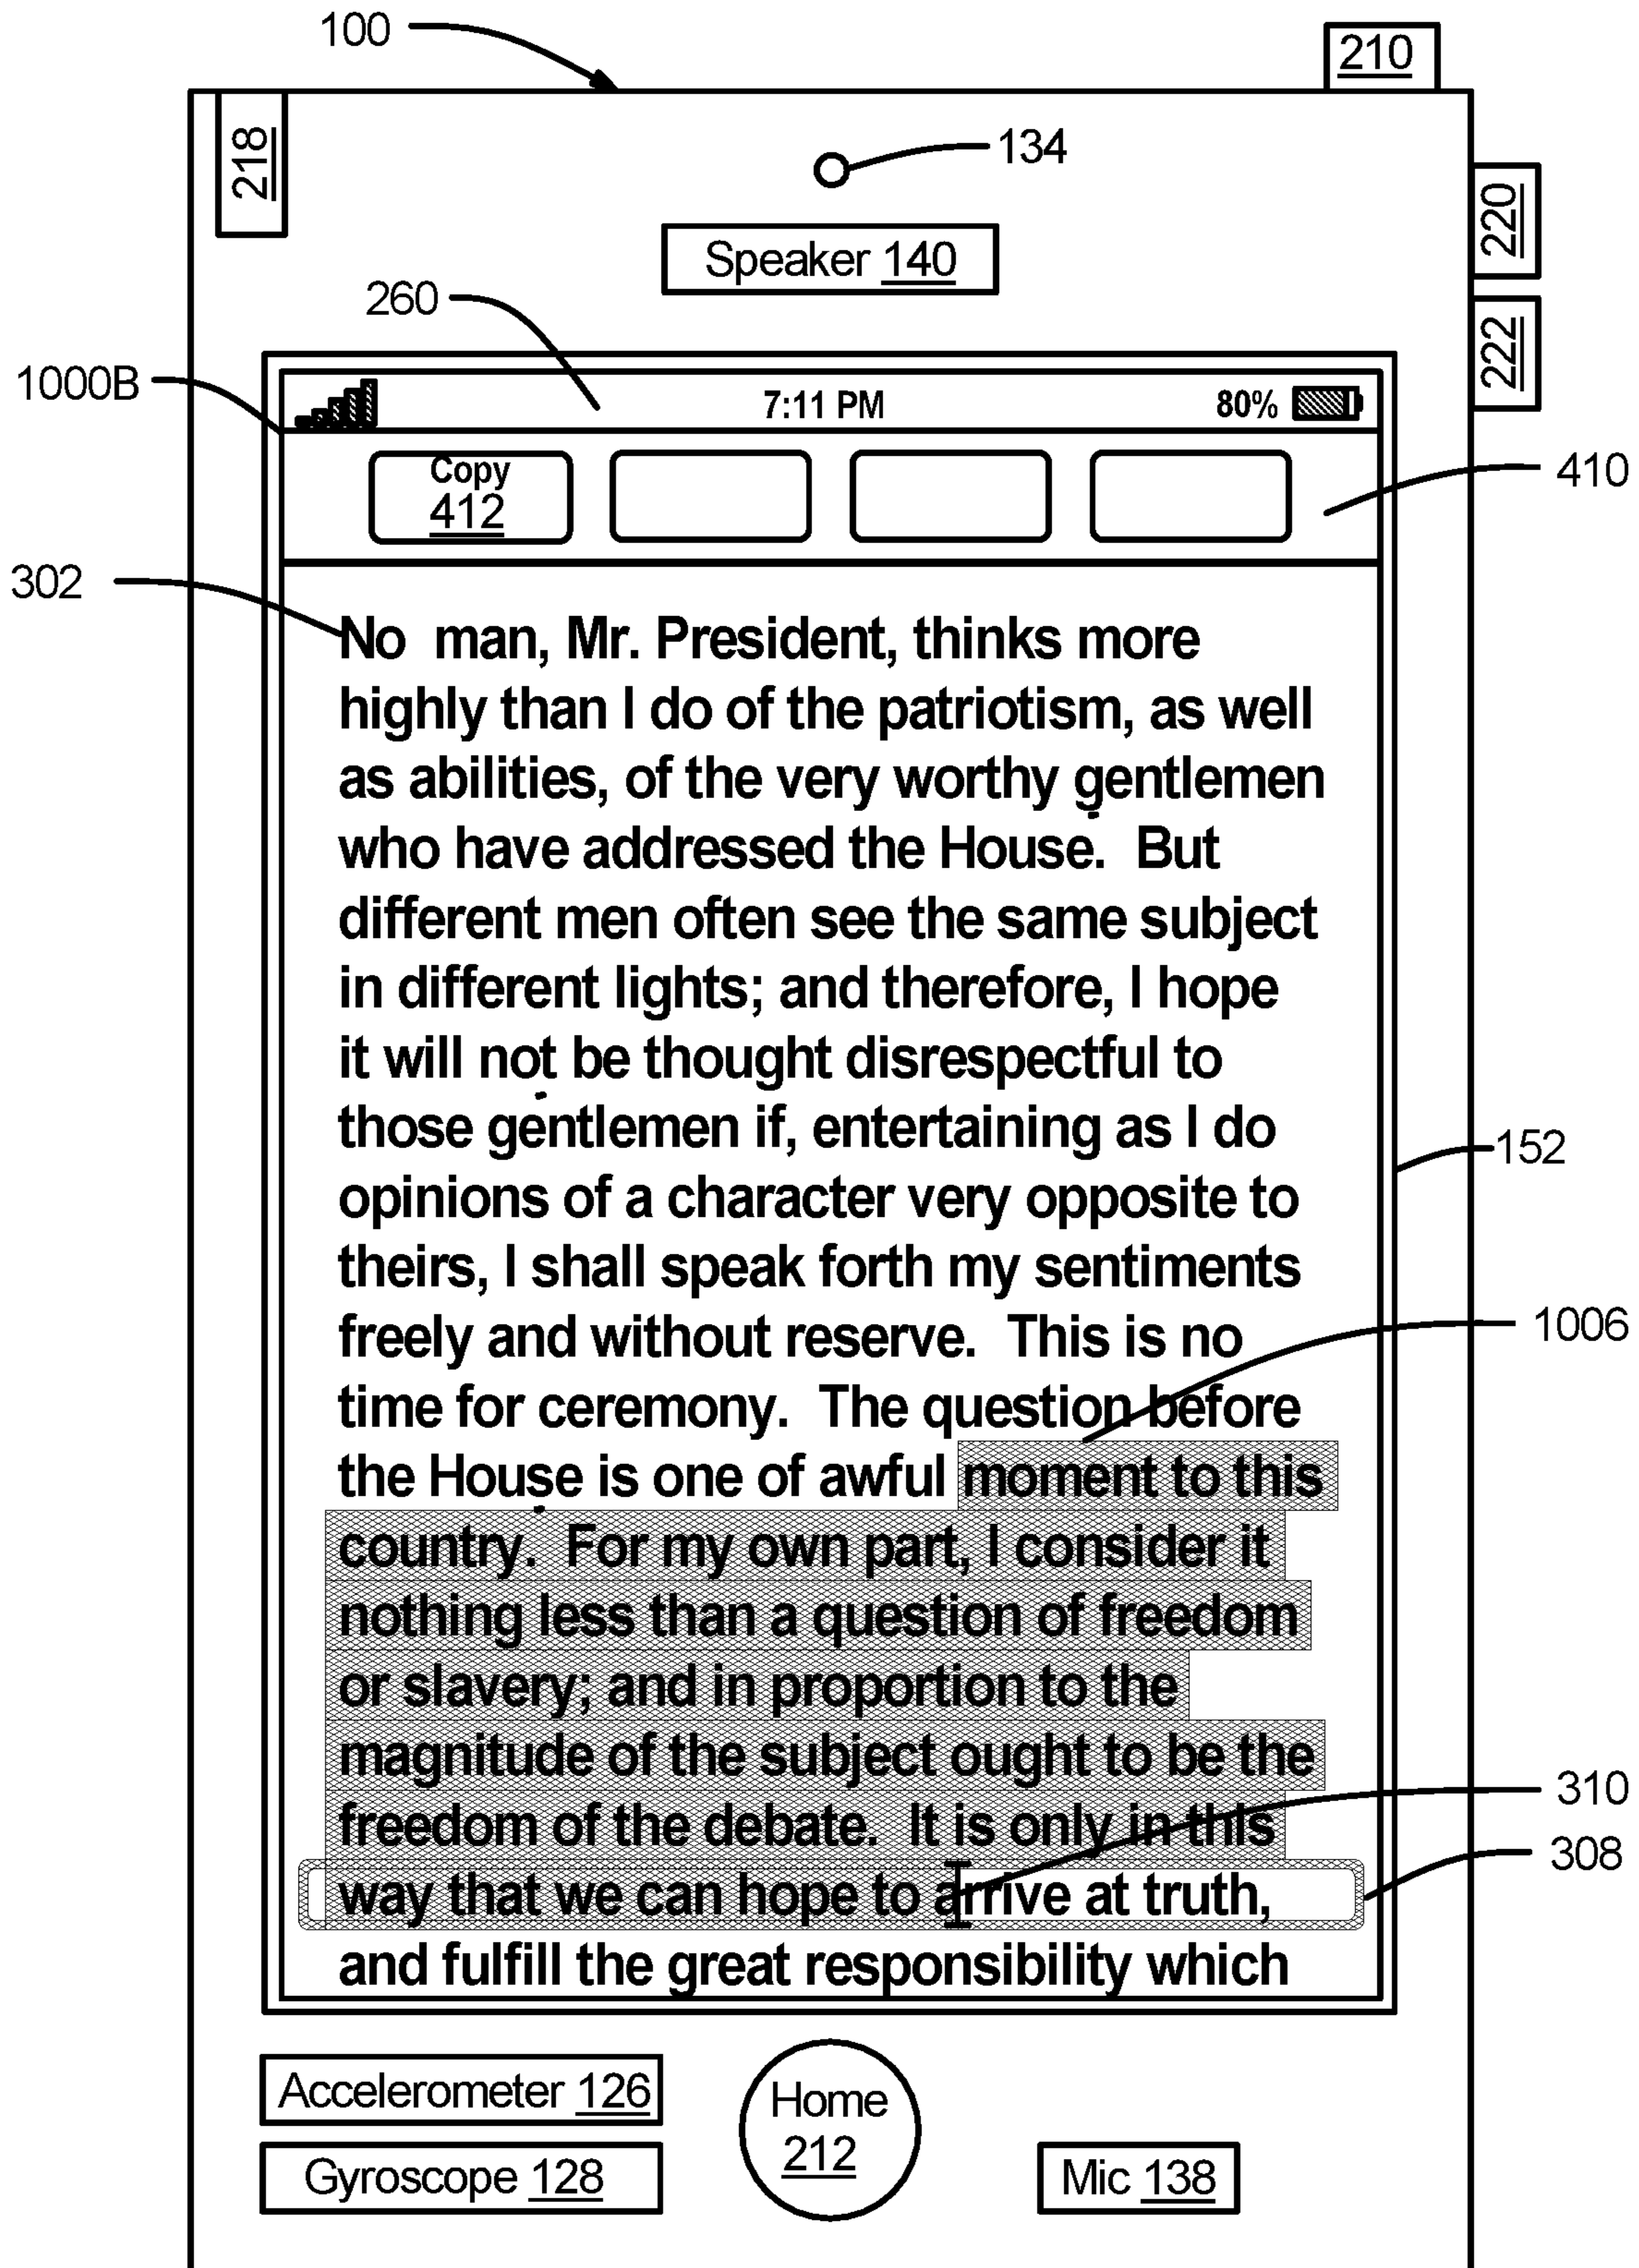 100
210
218
134
220
Speaker 140
260
222
1000B
7:11 PM
80%
Copy
412
410
302
No man, Mr. President, thinks more
highly than I do of the patriotism, as well
as abilities, of the very worthy gentlemen
who have addressed the House. But
different men often see the same subject
in different lights; and therefore, I hope
it will not be thought disrespectful to
those gentlemen if, entertaining as I do
152
opinions of a character very opposite to
theirs, I shall speak forth my sentiments
freely and without reserve. This is no
1006
time for ceremony. The question before
the House is one of awful moment to this
country. For my own part, I consider it
nothing less than a question of freedom
or slavery; and in proportion to the
magnitude of the subject ought to be the
310
freedom of the debate. It is only in this
308
way that we can hope to arrive at truth,
and fulfill the great responsibility which
Accelerometer 126
Home
212
Gyroscope 128
Mic 138